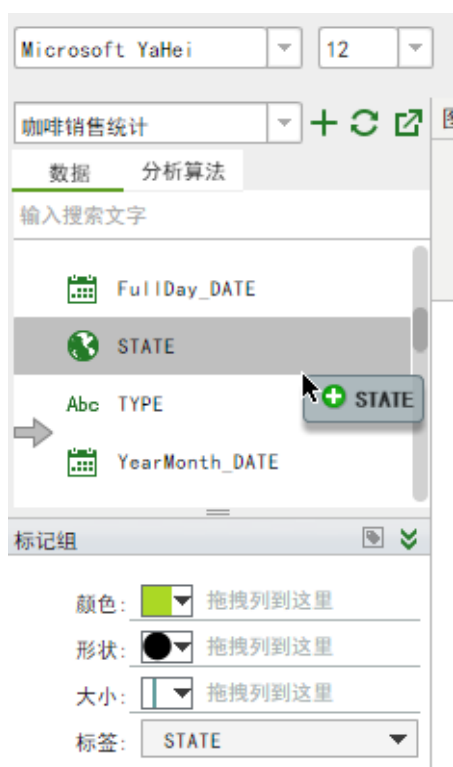 Microsoft YaHei 12
咖啡销售统计
数据 分析算法
输入搜索文字
FullDay_DATE
STATE
Abc TYPE
STATE
YearMonth_DATE
标记组
颜色: 拖拽列到这里
形状: 拖拽列到这里
大小: 拖拽列到这里
标签: STATE